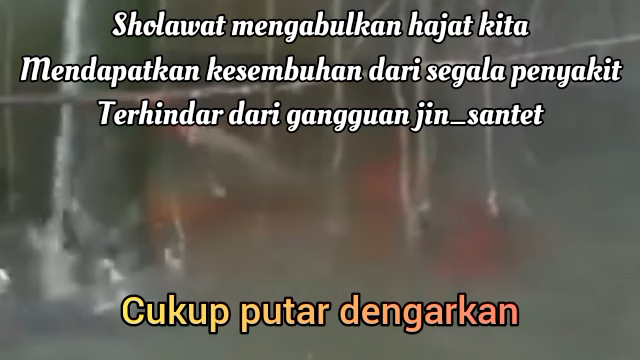 Sholawat mengabulkan hajat kita
Mendapatkan kesembuhan dari segala penyakit
Terhindar dari gangguan jin_santet
Cukup putar dengarkan